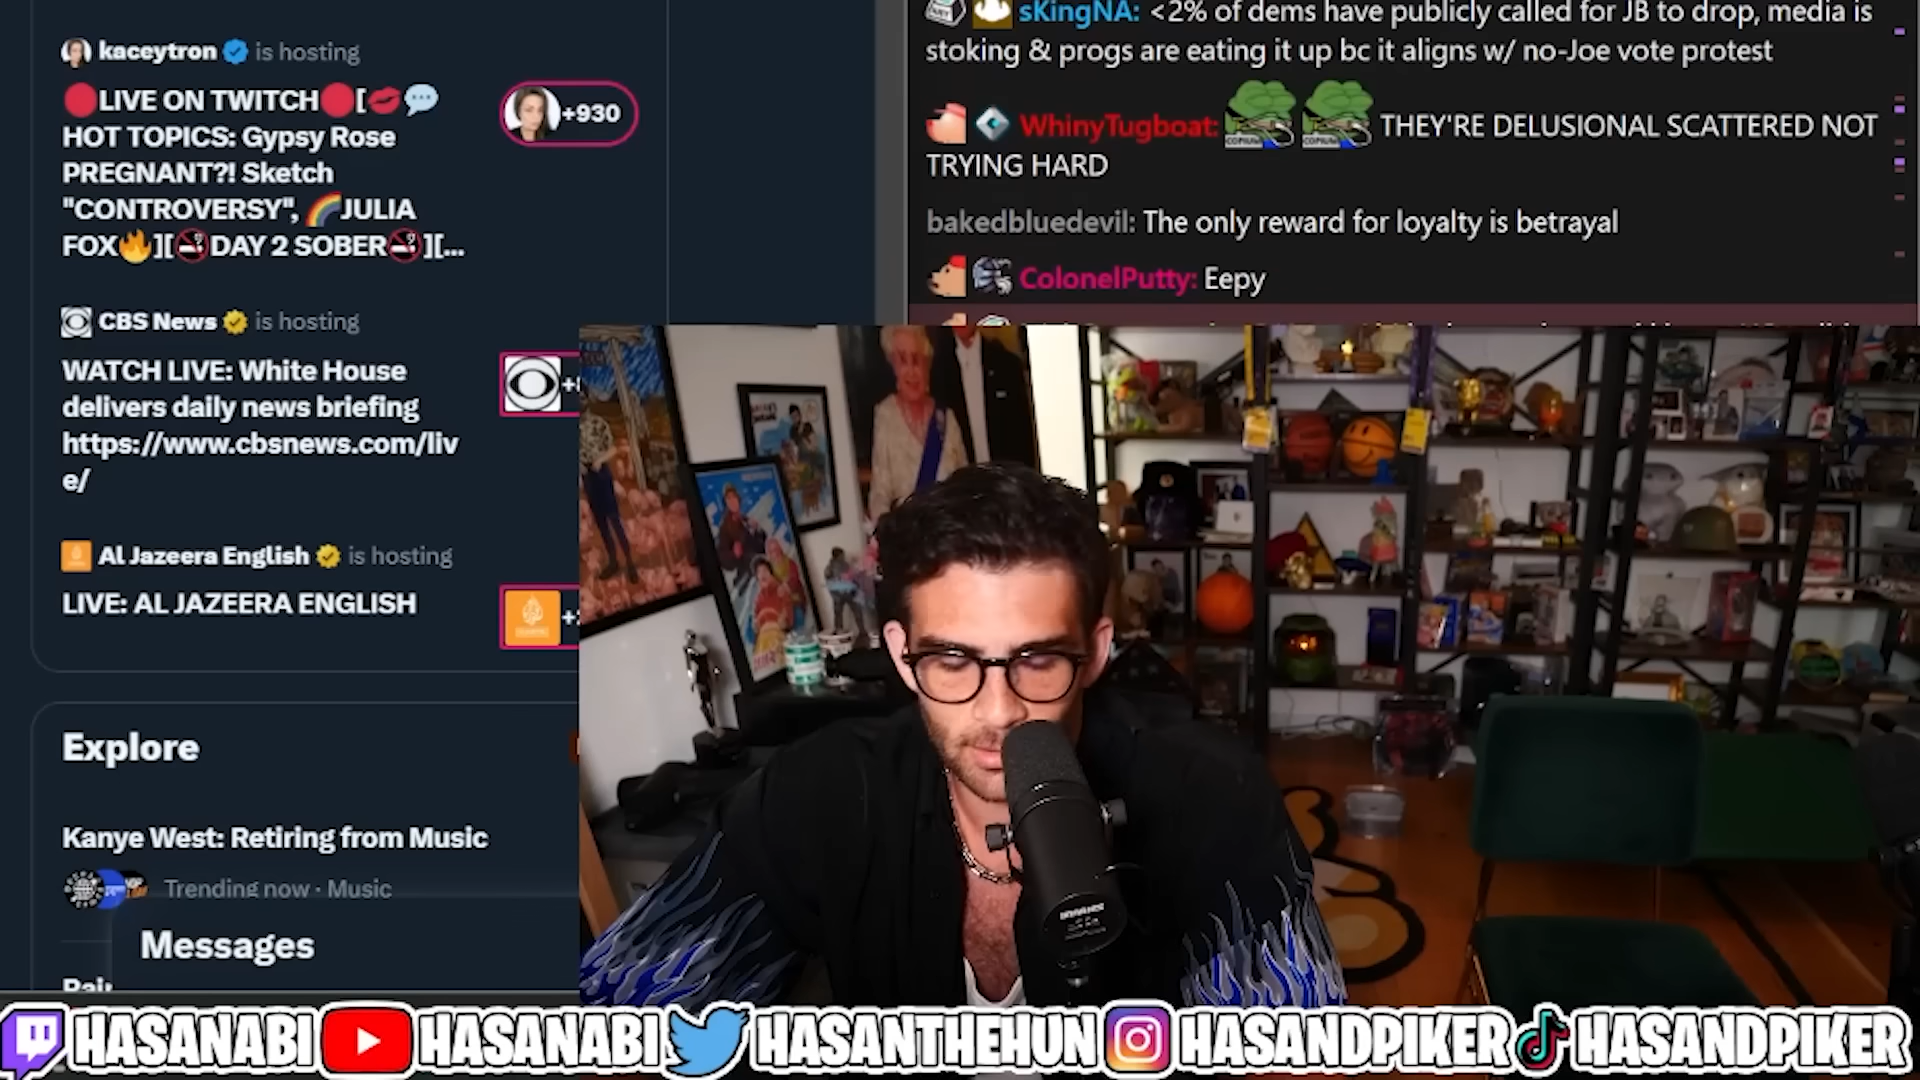 kaceytron is hosting
🔴LIVE ON TWITCH🔴[💋💬
HOT TOPICS: Gypsy Rose
PREGNANT?! Sketch
"CONTROVERSY", 🌈JULIA
FOX🔥][🚭DAY 2 SOBER🚭][...
+930
CBS News is hosting
WATCH LIVE: White House
delivers daily news briefing
https://www.cbsnews.com/liv
e/
Al Jazeera English is hosting
LIVE: AL JAZEERA ENGLISH
Explore
Kanye West: Retiring from Music
Trending now · Music
Messages
sKingNA: <2% of dems have publicly called for JB to drop, media is
stoking & progs are eating it up bc it aligns w/ no-Joe vote protest
WhinyTugboat: THEY'RE DELUSIONAL SCATTERED NOT
TRYING HARD
bakedbluedevil: The only reward for loyalty is betrayal
ColonelPutty: Eepy
HASANABI HASANABI HASANTHEHUN HASANDPIKER HASANDPIKER